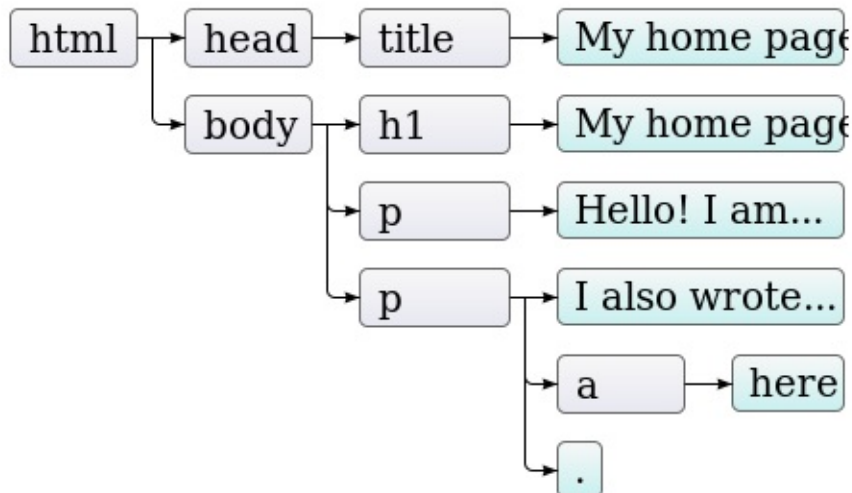 html head title My home page
body h1 My home page
p Hello! I am...
p I also wrote...
a here
.